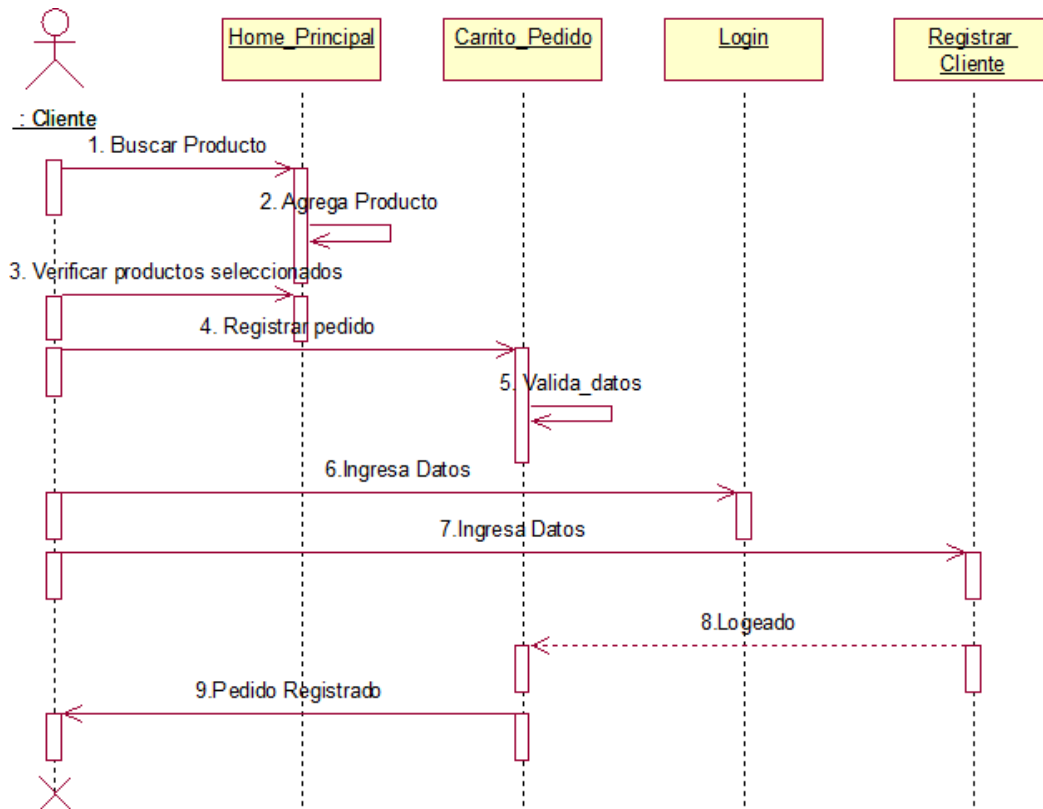 Home_Principal
Carrito_Pedido
Login
Registrar
Cliente
: Cliente
1. Buscar Producto
2. Agrega Producto
3. Verificar productos seleccionados
4. Registrar pedido
5. Valida_datos
6.Ingresa Datos
7.Ingresa Datos
8.Logeado
9.Pedido Registrado